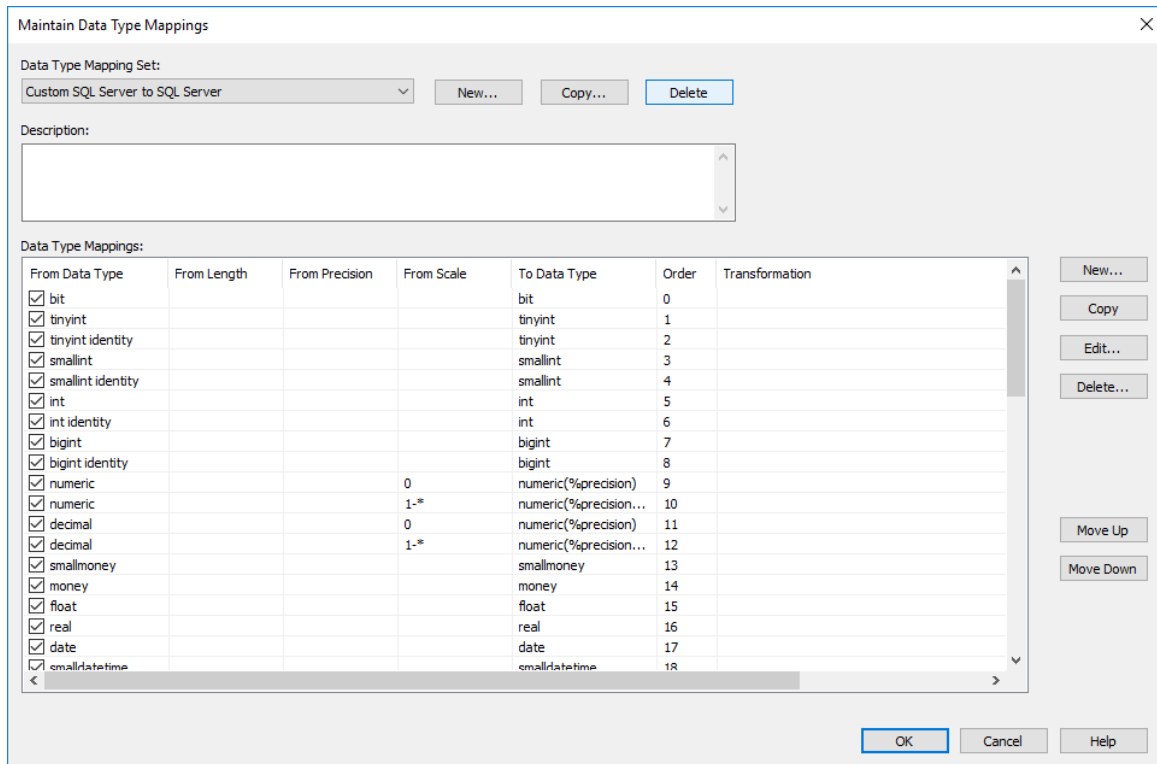 Maintain Data Type Mappings
Data Type Mapping Set:
Custom SQL Server to SQL Server New... Copy... Delete
Description:
Data Type Mappings:
From Data Type From Length From Precision From Scale To Data Type Order Transformation
bit bit 0
tinyint tinyint 1
tinyint identity tinyint 2
smallint smallint 3
smallint identity smallint 4
int int 5
int identity int 6
bigint bigint 7
bigint identity bigint 8
numeric 0 numeric(%precision) 9
numeric 1-* numeric(%precision... 10
decimal 0 numeric(%precision) 11
decimal 1-* numeric(%precision... 12
smallmoney smallmoney 13
money money 14
float float 15
real real 16
date date 17
smalldatetime smalldatetime 18
New...
Copy
Edit...
Delete...
Move Up
Move Down
OK Cancel Help